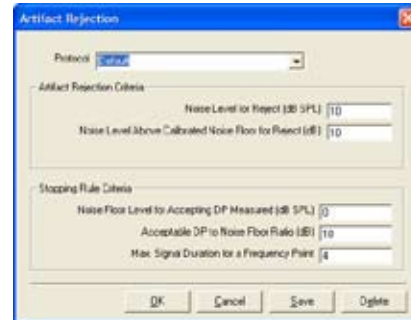 Artifact Rejection
Protocol Default
Artifact Rejection Criteria
Noise Level for Reject (dB SPL) 10
Noise Level Above Calibrated Noise Floor for Reject (dB) 10
Stopping Rule Criteria
Noise Floor Level for Accepting DP Measured (dB SPL) 0
Acceptable DP to Noise Floor Ratio (dB) 10
Max Signal Duration for a Frequency Point 4
OK Cancel Save Delete